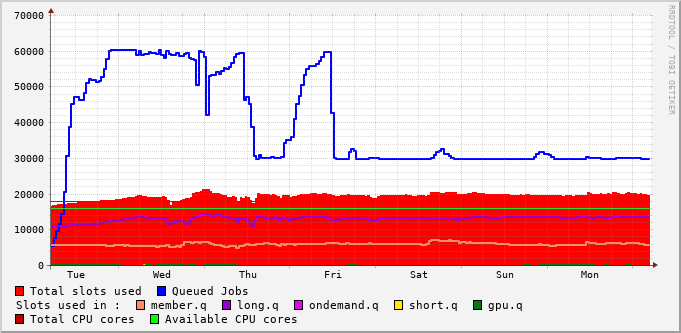 RRDTOOL / TOBI OETIKER
70000
60000
50000
40000
30000
20000
10000
0
Tue Wed Thu Fri Sat Sun Mon
Total slots used Queued Jobs
Slots used in : member.q long.q ondemand.q short.q gpu.q
Total CPU cores Available CPU cores